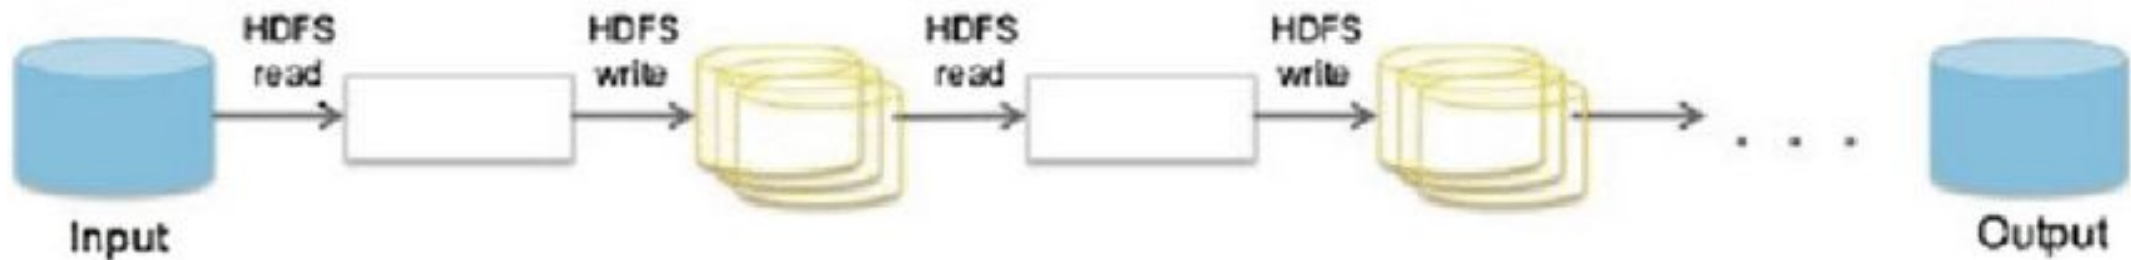 HDFS
read
HDFS
write
HDFS
read
HDFS
write
. . .
Input
Output